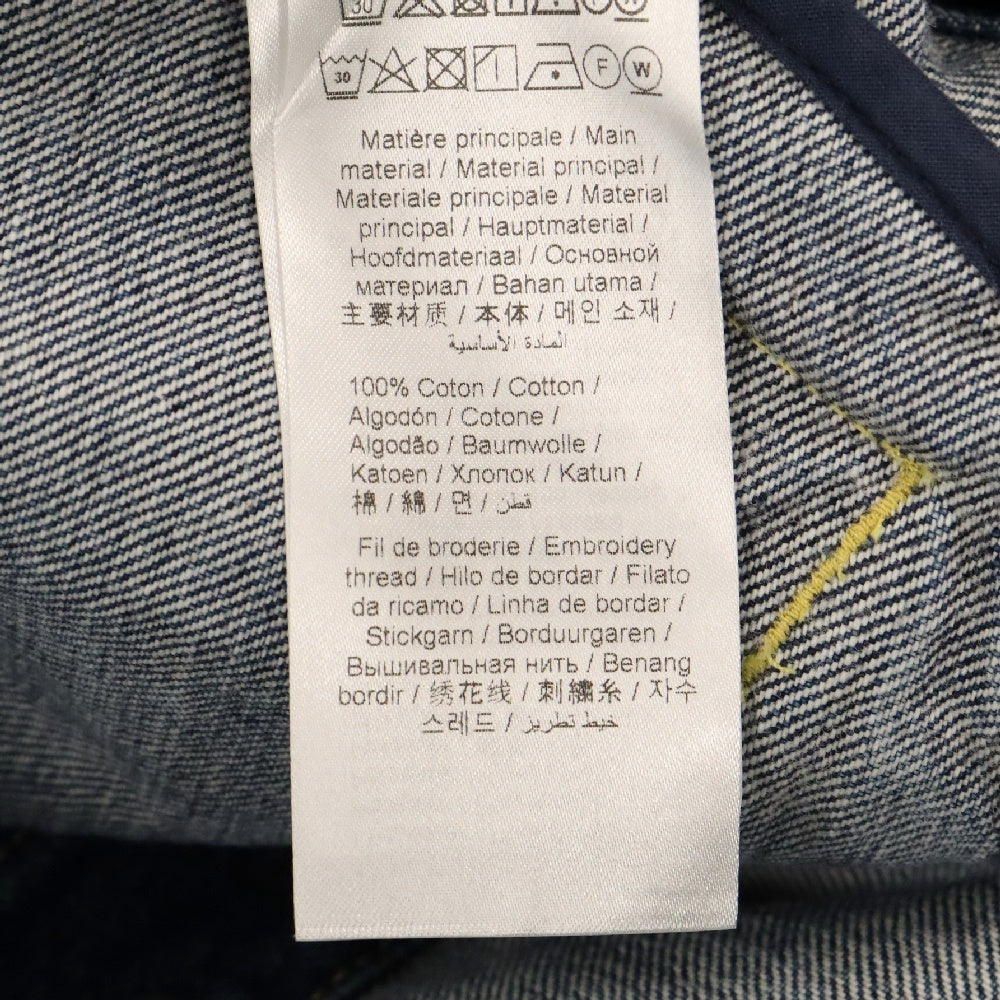 30
30 F W
Matière principale / Main
material / Material principal /
Materiale principale / Material
principal / Hauptmaterial /
Hoofdmateriaal / Основной
материал / Bahan utama /
主要材质 / 本体 / 메인 소재 /
المادة الأساسية
100% Coton / Cotton /
Algodón / Cotone /
Algodão / Baumwolle /
Katoen / Хлопок / Katun /
棉 / 綿 / 면 / قطن
Fil de broderie / Embroidery
thread / Hilo de bordar / Filato
da ricamo / Linha de bordar /
Stickgarn / Borduurgaren /
Вышивальная нить / Benang
bordir / 绣花线 / 刺繍糸 / 자수
스레드 / خيط تطريز